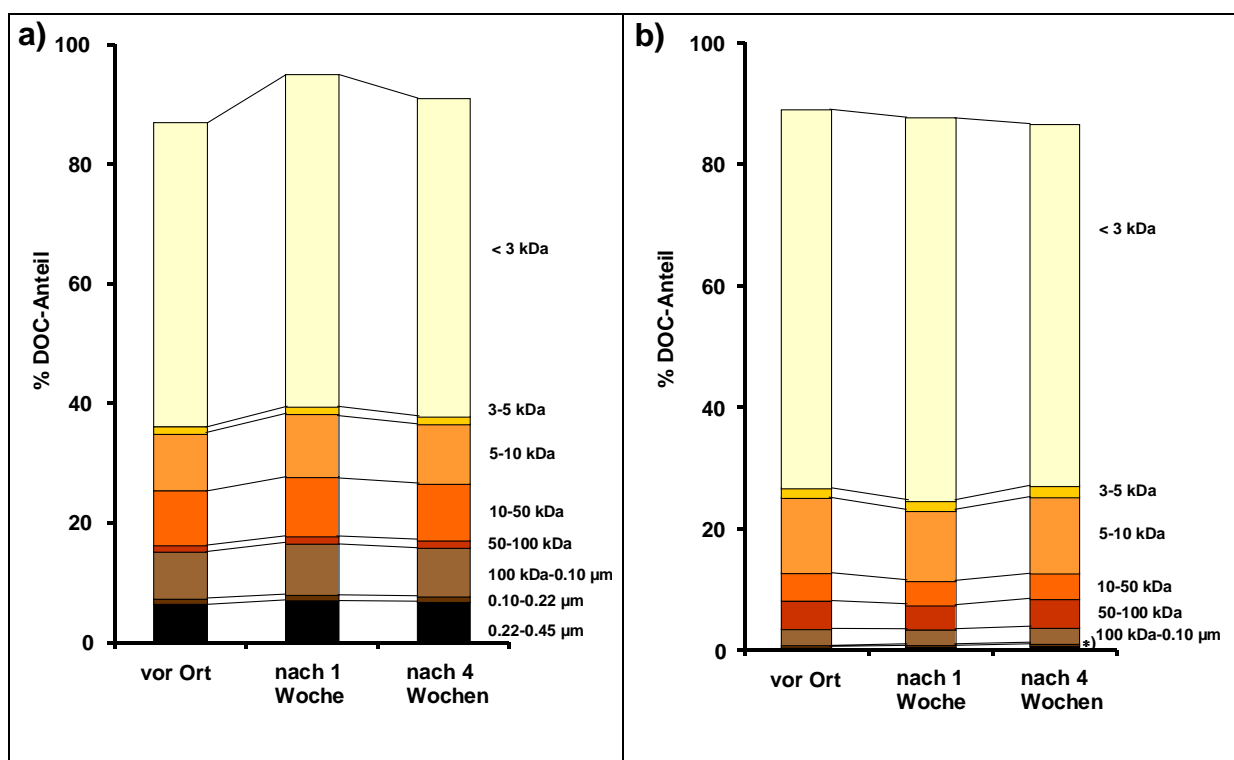 a)
100
80
60
40
20
0
% DOC-Anteil
< 3 kDa
3-5 kDa
5-10 kDa
10-50 kDa
50-100 kDa
100 kDa-0.10 µm
0.10-0.22 µm
0.22-0.45 µm
vor Ort
nach 1
Woche
nach 4
Wochen
b)
100
80
60
40
20
0
% DOC-Anteil
< 3 kDa
3-5 kDa
5-10 kDa
10-50 kDa
50-100 kDa
100 kDa-0.10 µm
*)
vor Ort
nach 1
Woche
nach 4
Wochen